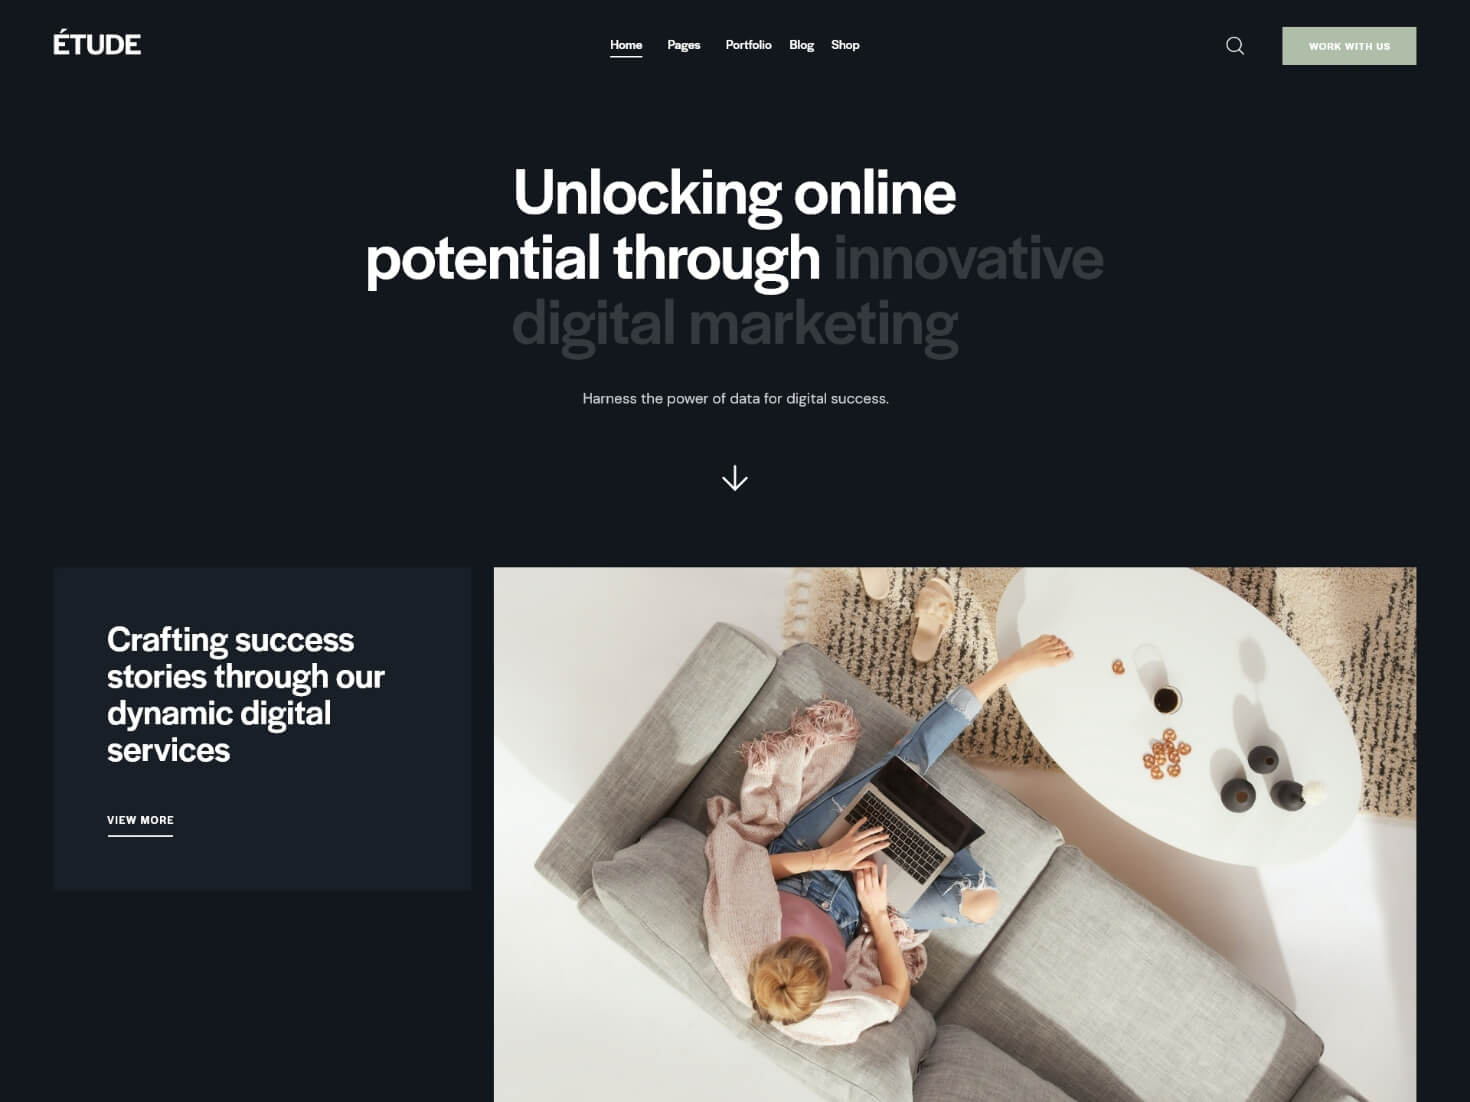 ÉTUDE
Home Pages Portfolio Blog Shop
WORK WITH US
Unlocking online
potential through innovative
digital marketing
Harness the power of data for digital success.
Crafting success
stories through our
dynamic digital
services
VIEW MORE